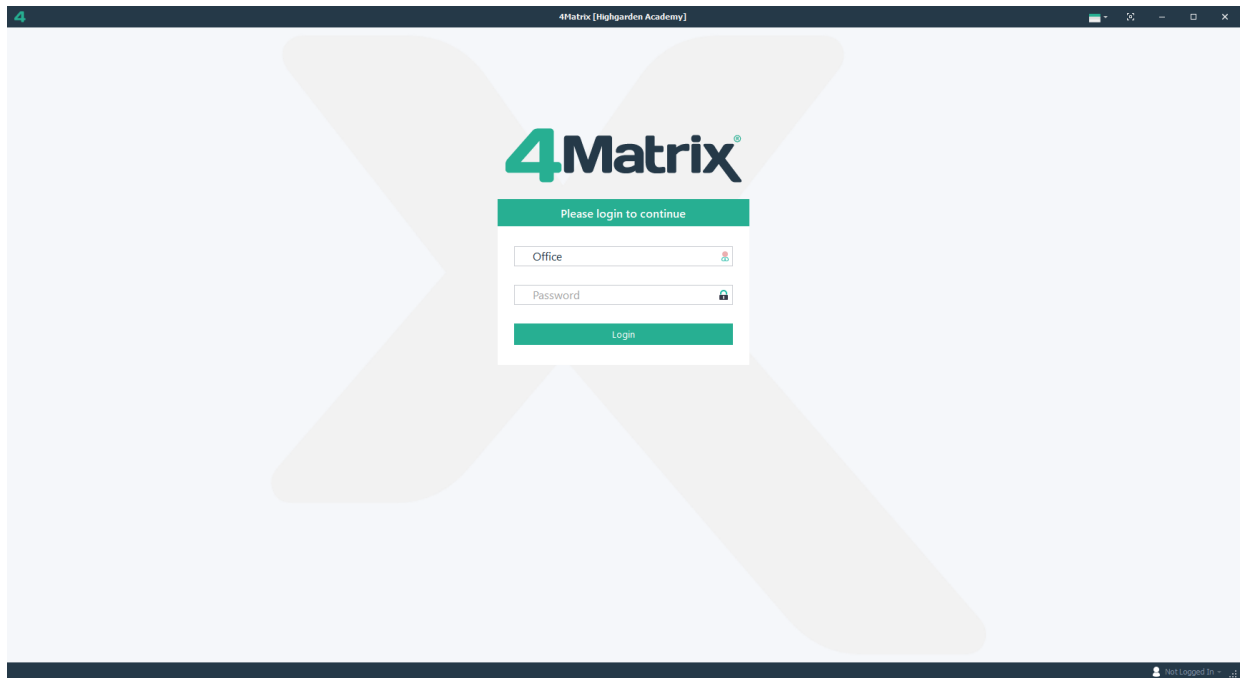 4
4Matrix [Highgarden Academy]
4Matrix®
Please login to continue
Office
Password
Login
Not Logged In